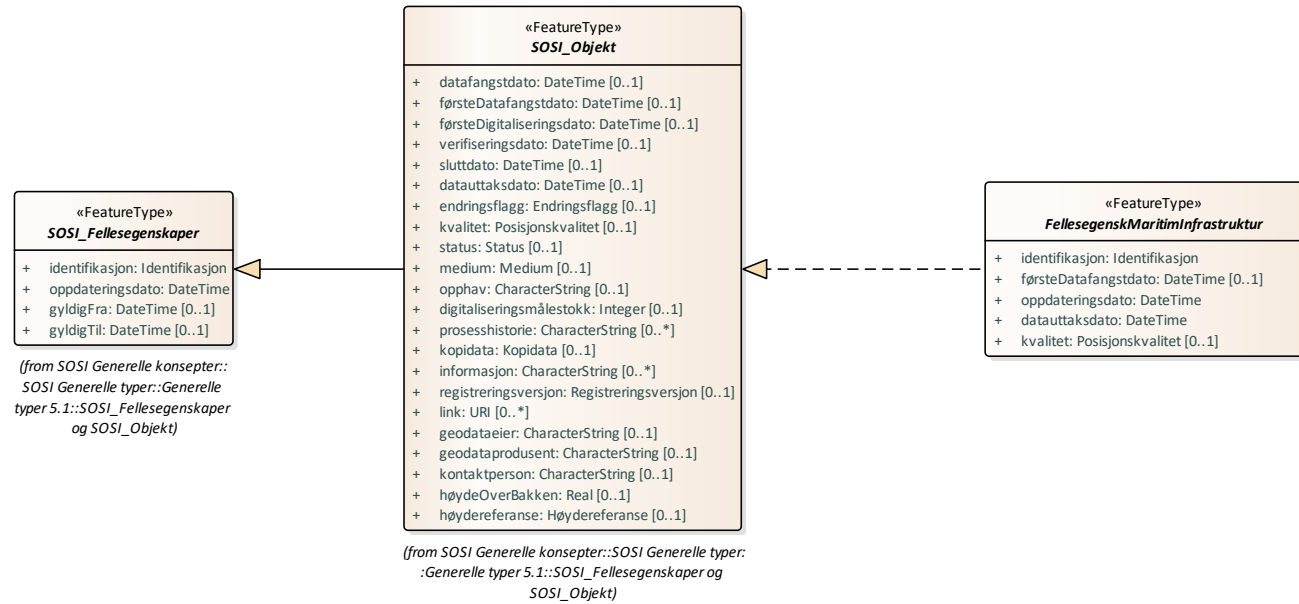 «FeatureType»
SOSI_Fellesegenskaper
+ identifikasjon: Identifikasjon
+ oppdateringsdato: DateTime
+ gyldigFra: DateTime [0..1]
+ gyldigTil: DateTime [0..1]
(from SOSI Generelle konsepter::
SOSI Generelle typer::Generelle
typer 5.1::SOSI_Fellesegenskaper
og SOSI_Objekt)
«FeatureType»
SOSI_Objekt
+ datafangstdato: DateTime [0..1]
+ førsteDatafangstdato: DateTime [0..1]
+ førsteDigitaliseringsdato: DateTime [0..1]
+ verifiseringsdato: DateTime [0..1]
+ sluttdato: DateTime [0..1]
+ datauttaksdato: DateTime [0..1]
+ endringsflagg: Endringsflagg [0..1]
+ kvalitet: Posisjonskvalitet [0..1]
+ status: Status [0..1]
+ medium: Medium [0..1]
+ opphav: CharacterString [0..1]
+ digitaliseringsmålestokk: Integer [0..1]
+ prosesshistorie: CharacterString [0..*]
+ kopidata: Kopidata [0..1]
+ informasjon: CharacterString [0..*]
+ registreringsversjon: Registreringsversjon [0..1]
+ link: URI [0..*]
+ geodataeier: CharacterString [0..1]
+ geodataprodusent: CharacterString [0..1]
+ kontaktperson: CharacterString [0..1]
+ høydeOverBakken: Real [0..1]
+ høydereferanse: Høydereferanse [0..1]
(from SOSI Generelle konsepter::SOSI Generelle typer:
:Generelle typer 5.1::SOSI_Fellesegenskaper og
SOSI_Objekt)
«FeatureType»
FellesegenskMaritimInfrastruktur
+ identifikasjon: Identifikasjon
+ førsteDatafangstdato: DateTime [0..1]
+ oppdateringsdato: DateTime
+ datauttaksdato: DateTime
+ kvalitet: Posisjonskvalitet [0..1]